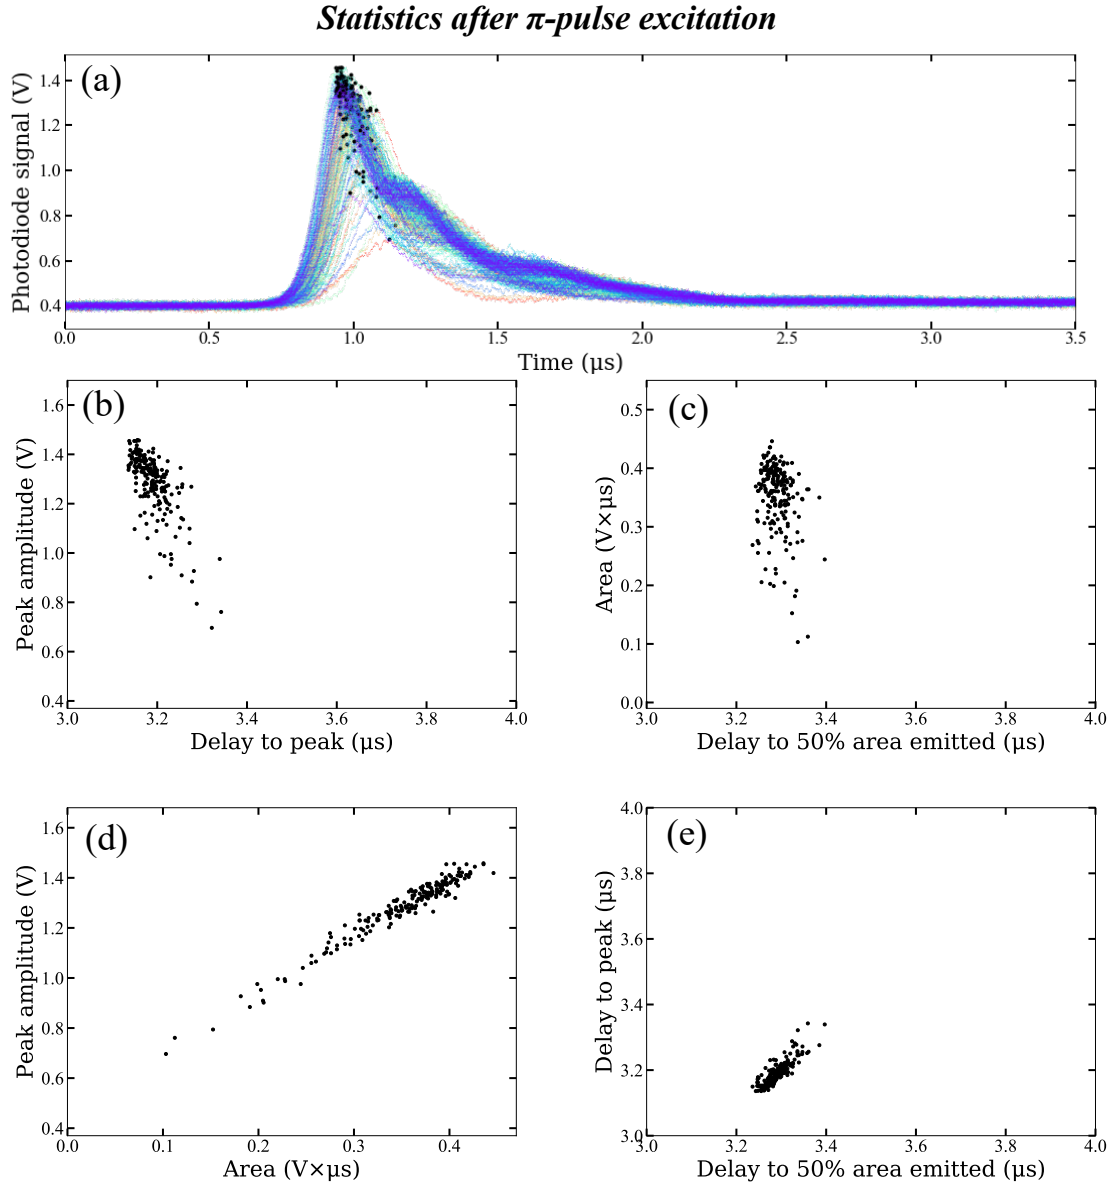 Statistics after π-pulse excitation
(a)
Photodiode signal (V)
1.4
1.2
1.0
0.8
0.6
0.4
0.0 0.5 1.0 1.5 2.0 2.5 3.0 3.5
Time (μs)
(b)
Peak amplitude (V)
1.6
1.4
1.2
1.0
0.8
0.6
0.4
3.0 3.2 3.4 3.6 3.8 4.0
Delay to peak (μs)
(c)
Area (V×μs)
0.5
0.4
0.3
0.2
0.1
0.0
3.0 3.2 3.4 3.6 3.8 4.0
Delay to 50% area emitted (μs)
(d)
Peak amplitude (V)
1.6
1.4
1.2
1.0
0.8
0.6
0.4
0.0 0.1 0.2 0.3 0.4
Area (V×μs)
(e)
Delay to peak (μs)
4.0
3.8
3.6
3.4
3.2
3.0
3.0 3.2 3.4 3.6 3.8 4.0
Delay to 50% area emitted (μs)